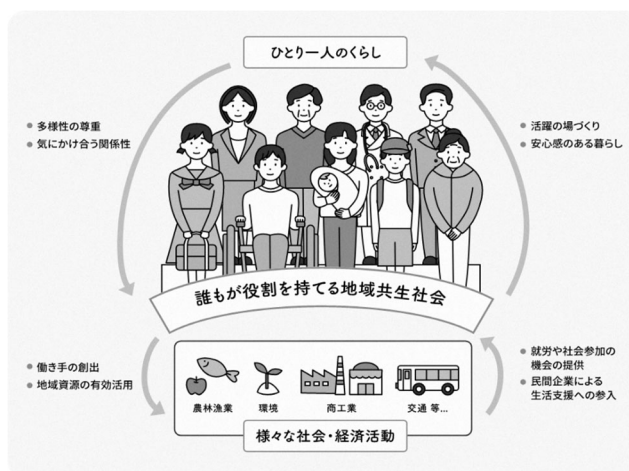 ひとり一人のくらし
多様性の尊重
気にかけ合う関係性
活躍の場づくり
安心感のある暮らし
誰もが役割を持てる地域共生社会
働き手の創出
地域資源の有効活用
就労や社会参加の
機会の提供
民間企業による
生活支援への参入
農林漁業
環境
商工業
交通 等...
様々な社会・経済活動